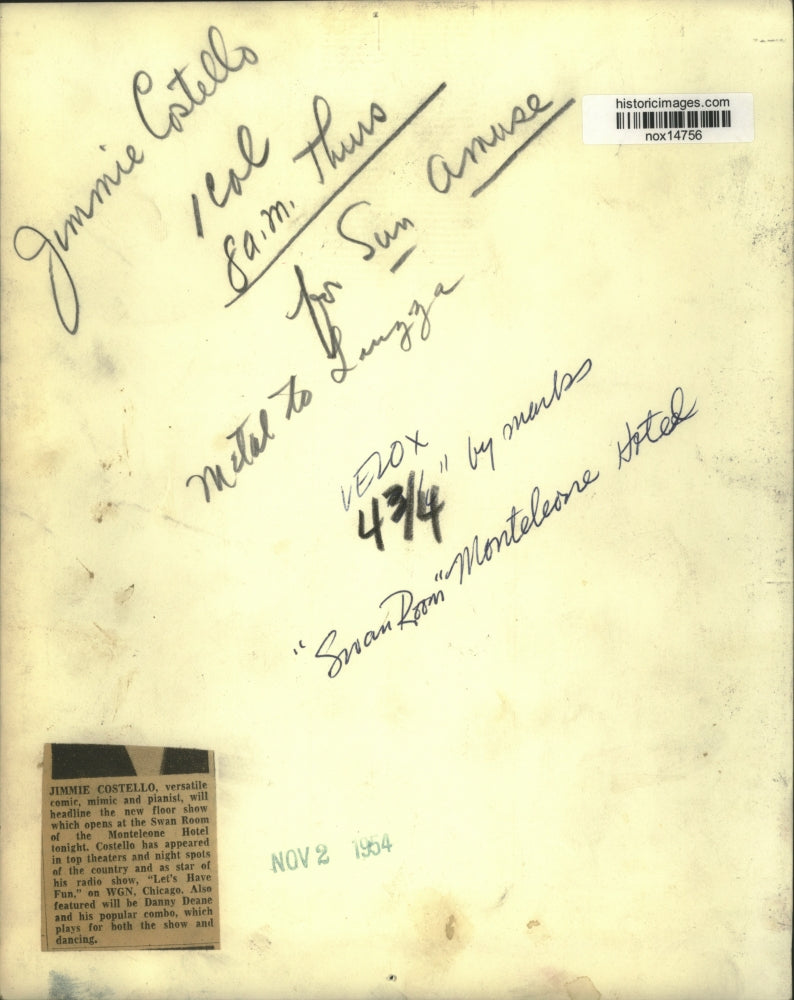 historicimages.com
nox14756
Jimmie Costello
1 col
8a.m. Thurs
for Sun Amuse
Metal to Luzza
VELOX
4 3/4" by marks
"Swan Room" Monteleone Hotel
JIMMIE COSTELLO, versatile
comic, mimic and pianist, will
headline the new floor show
which opens at the Swan Room
of the Monteleone Hotel
tonight. Costello has appeared
in top theaters and night spots
of the country and as star of
his radio show, "Let's Have
Fun," on WGN, Chicago. Also
featured will be Danny Deane
and his popular combo, which
plays for both the show and
dancing.
NOV 2 1954